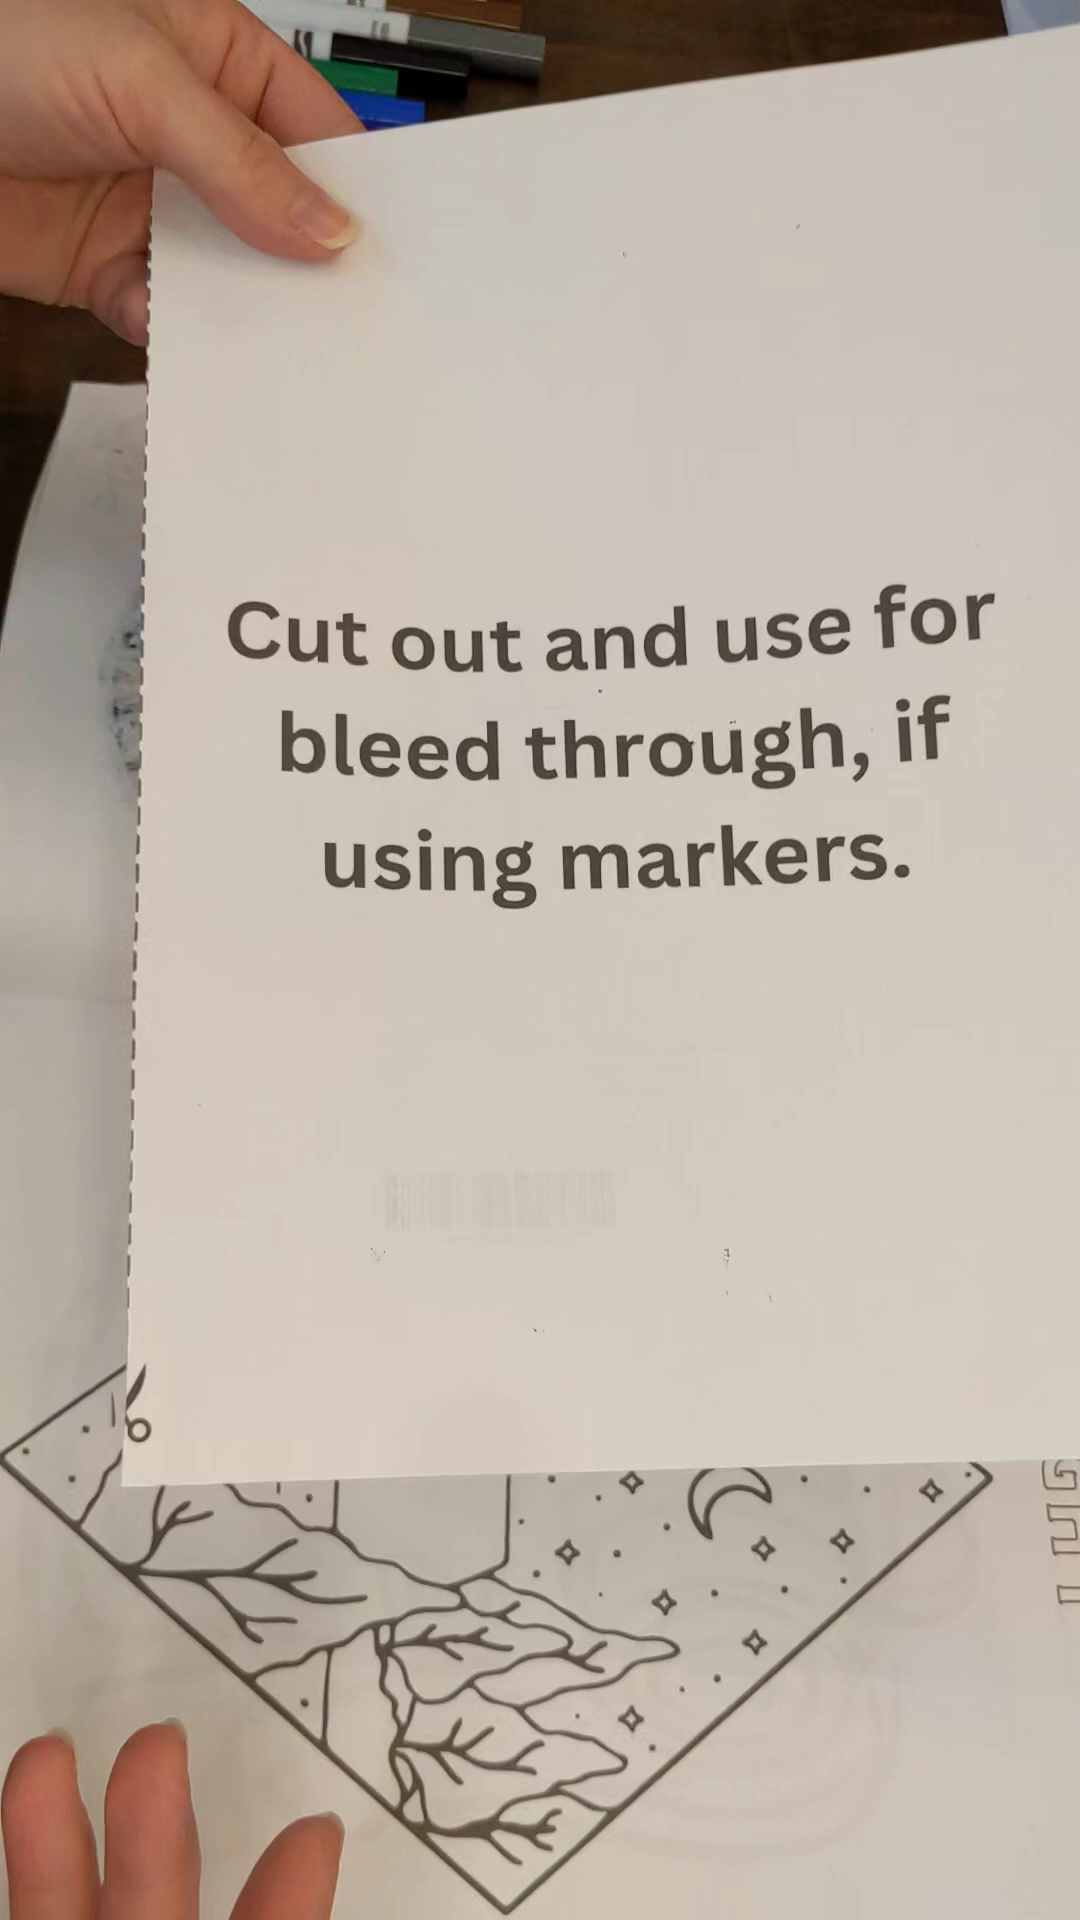 Cut out and use for
bleed through, if
using markers.